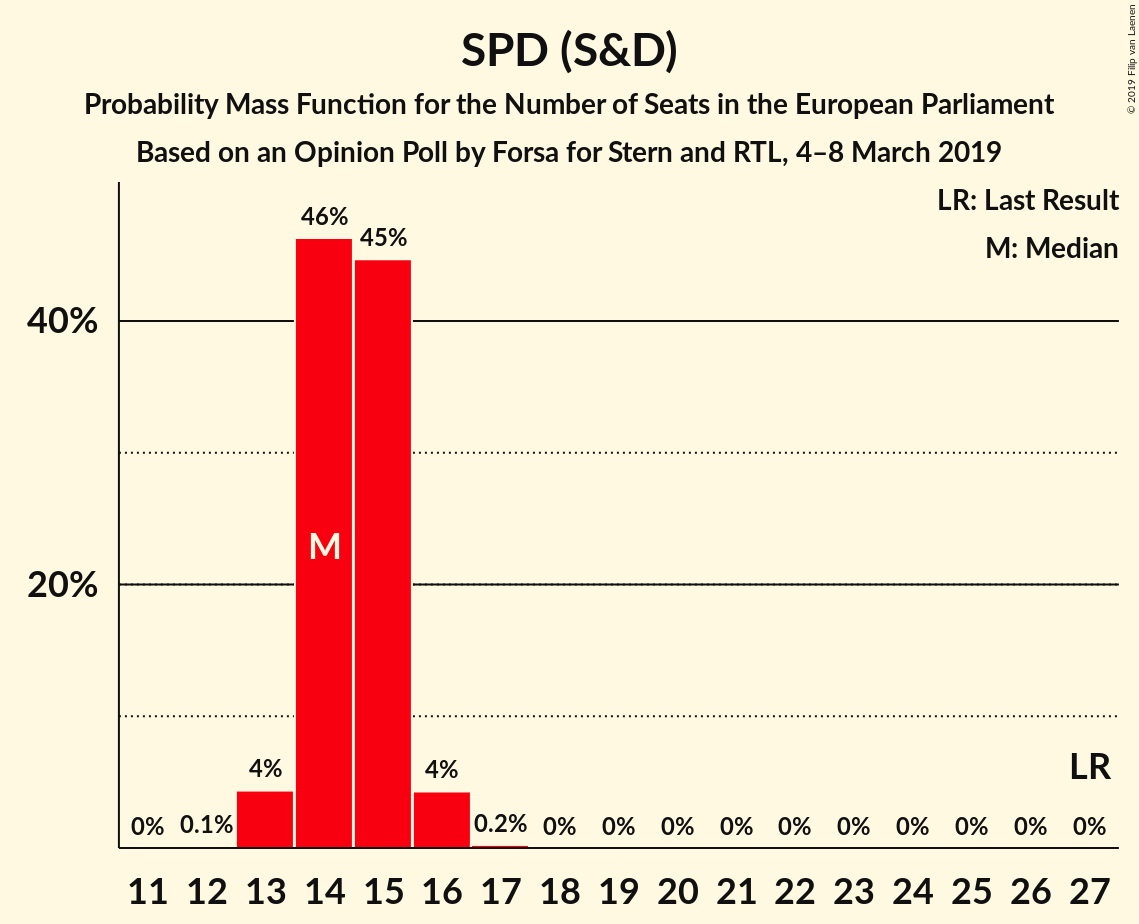 SPD (S&D)
Probability Mass Function for the Number of Seats in the European Parliament
Based on an Opinion Poll by Forsa for Stern and RTL, 4–8 March 2019
© 2019 Filip van Laenen
LR: Last Result
M: Median
46%
45%
40%
M
20%
LR
4%
4%
0% 0.1% 0.2% 0% 0% 0% 0% 0% 0% 0% 0% 0% 0%
11 12 13 14 15 16 17 18 19 20 21 22 23 24 25 26 27